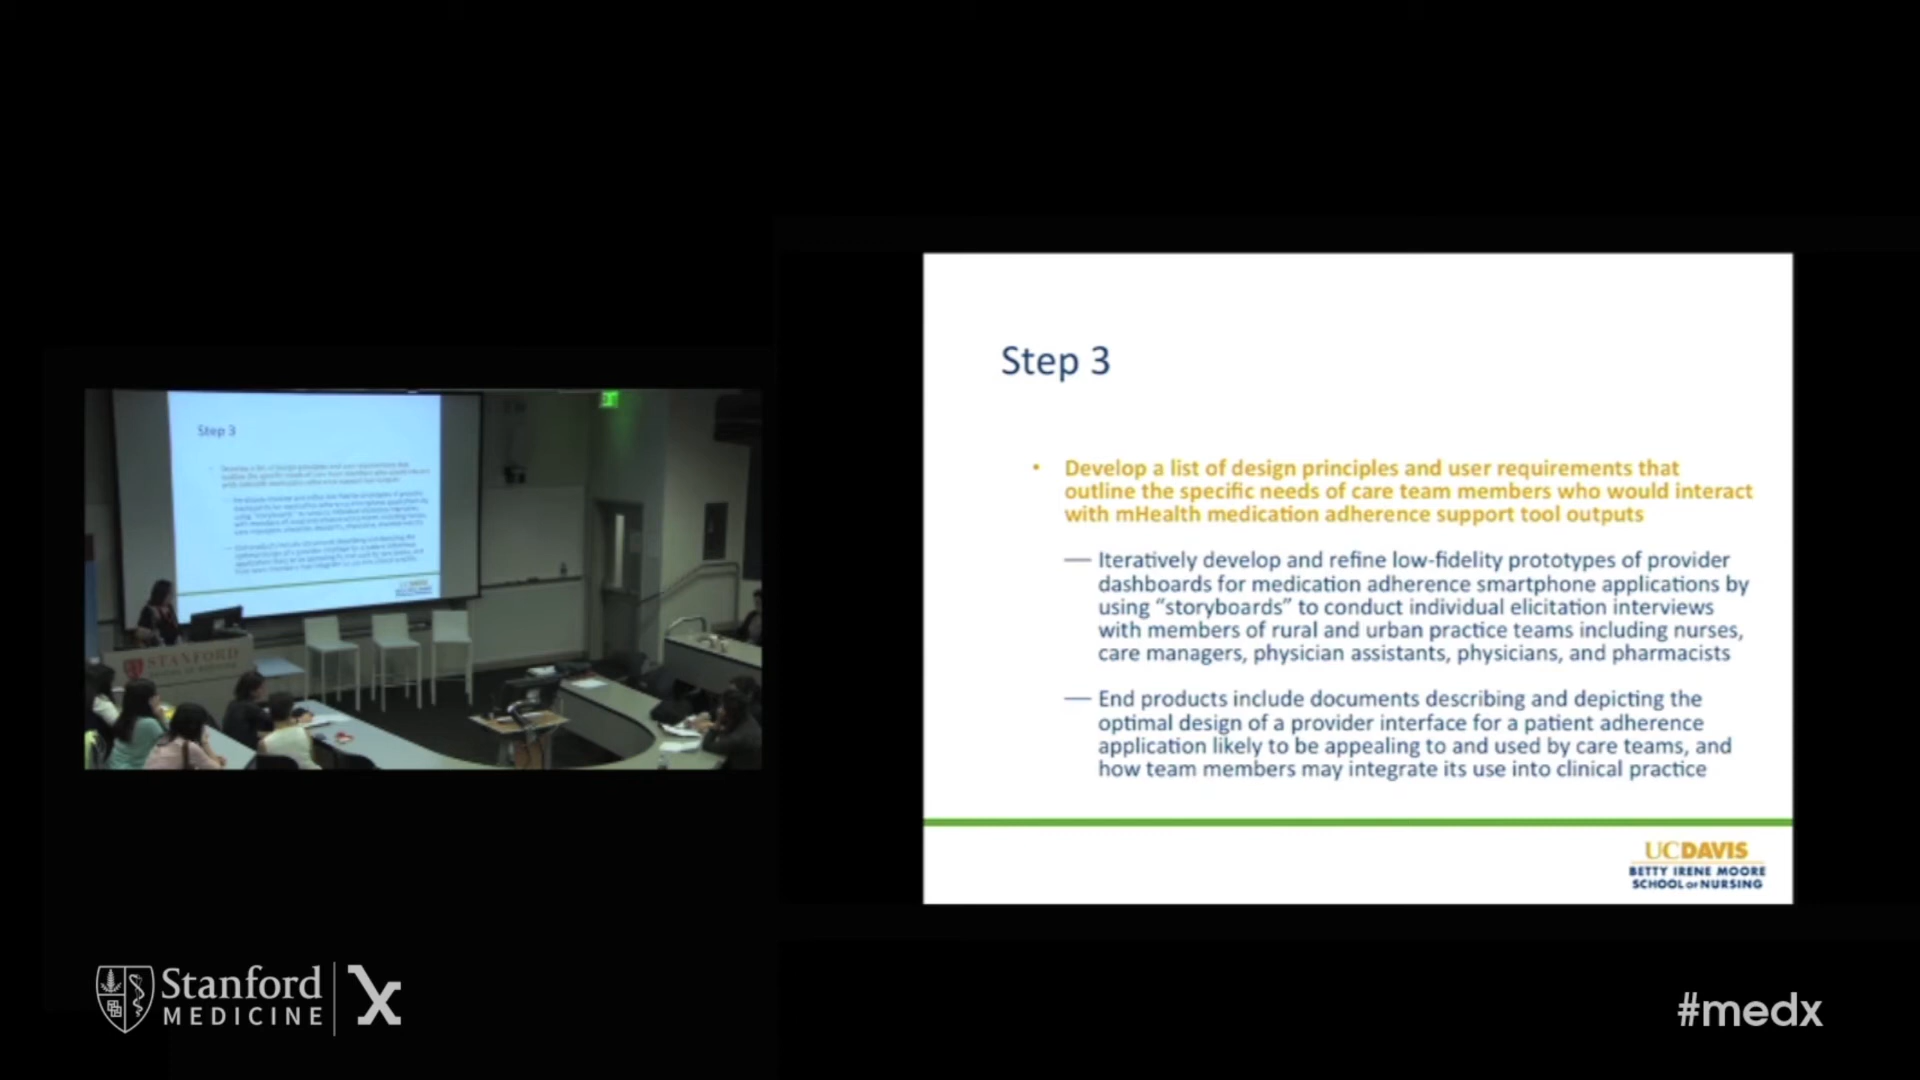 Step 3
Step 3
• Develop a list of design principles and user requirements that
outline the specific needs of care team members who would interact
with mHealth medication adherence support tool outputs
— Iteratively develop and refine low-fidelity prototypes of provider
dashboards for medication adherence smartphone applications by
using “storyboards” to conduct individual elicitation interviews
with members of rural and urban practice teams including nurses,
care managers, physician assistants, physicians, and pharmacists
— End products include documents describing and depicting the
optimal design of a provider interface for a patient adherence
application likely to be appealing to and used by care teams, and
how team members may integrate its use into clinical practice
UCDAVIS
BETTY IRENE MOORE
SCHOOL OF NURSING
STANFORD
Stanford
MEDICINE
X
#medx